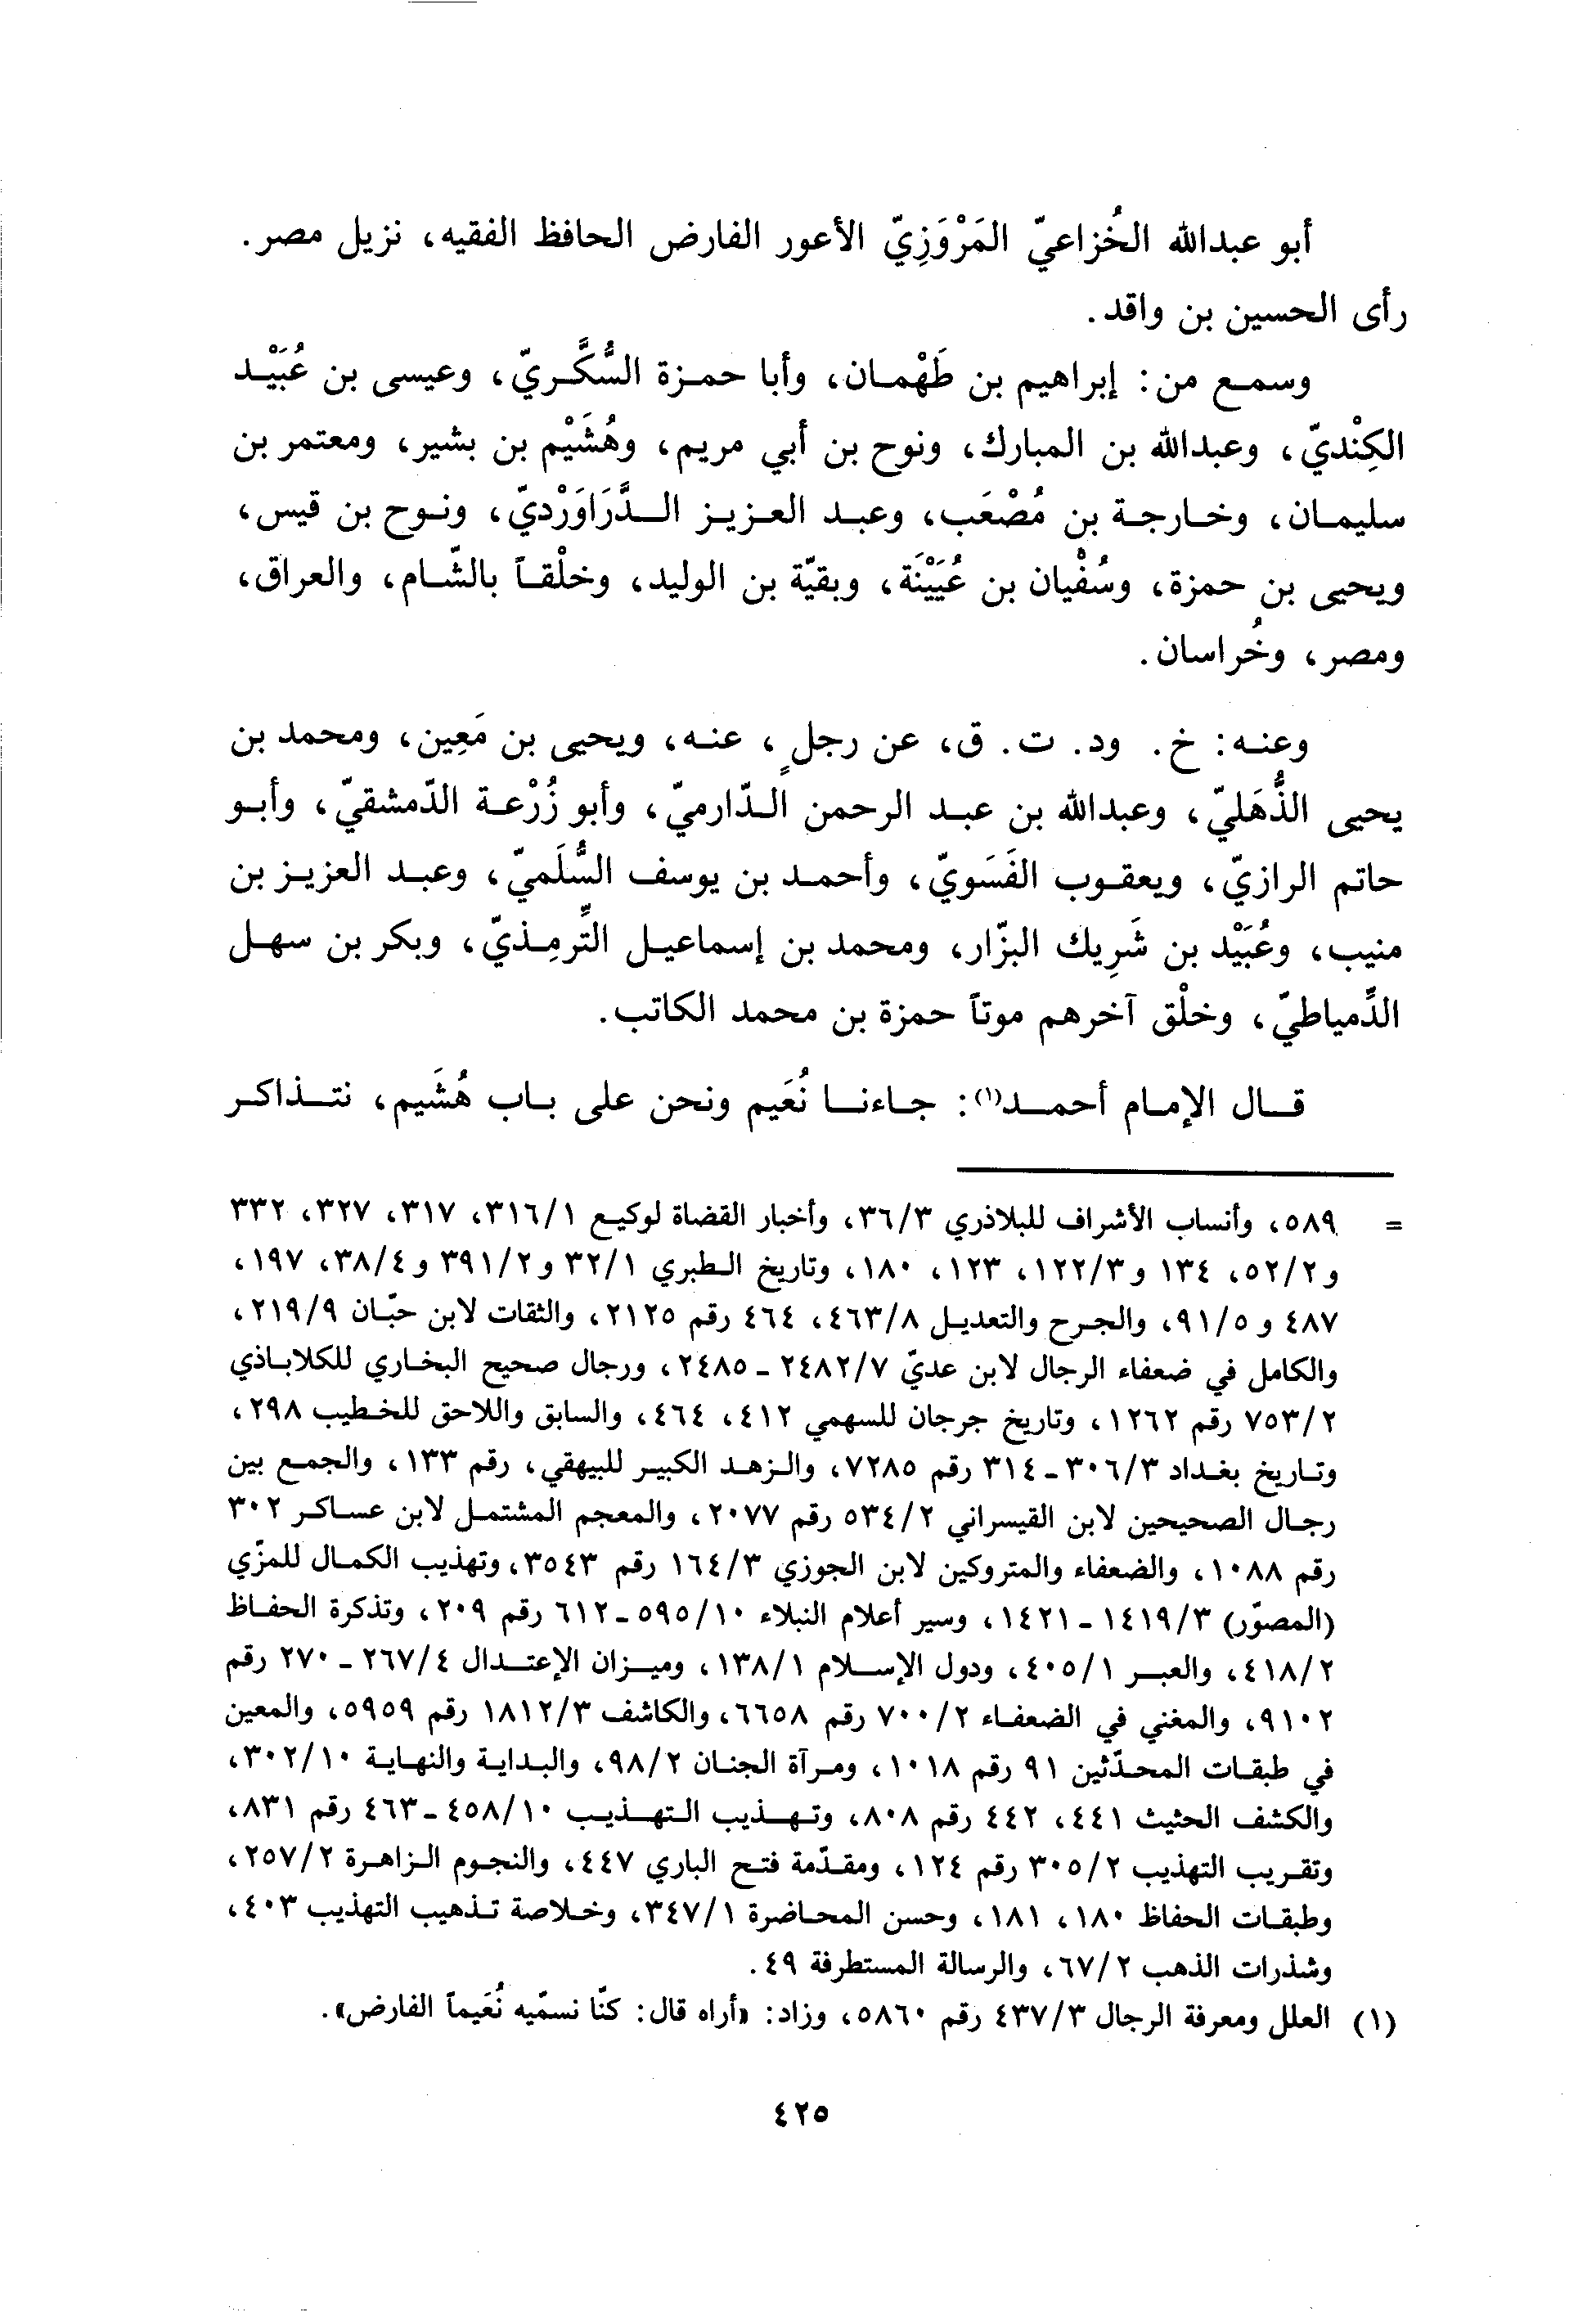 أبو عبدالله الخُزاعيّ المَرْوَزِيّ الأعور الفارض الحافظ الفقيه، نزيل مصر.
رأى الحسين بن واقد.
وسمع من: إبراهيم بن طَهْمان، وأبا حمزة السُّكَّريّ، وعيسى بن عُبَيْد
الكِنْديّ، وعبدالله بن المبارك، ونوح بن أبي مريم، وهُشَيْم بن بشير، ومعتمر بن
سليمان، وخارجة بن مُصْعَب، وعبد العزيز الدَّرَاوَرْديّ، ونوح بن قيس،
ويحيى بن حمزة، وسُفْيان بن عُيَيْنَة، وبقيّة بن الوليد، وخلْقاً بالشّام، والعراق،
ومصر، وخُراسان.
وعنه: خ. ود. ت. ق، عن رجلٍ، عنه، ويحيى بن مَعِين، ومحمد بن
يحيى الذُّهَليّ، وعبدالله بن عبد الرحمن الدّارميّ، وأبو زُرْعة الدّمشقيّ، وأبو
حاتم الرازيّ، ويعقوب الفَسَويّ، وأحمد بن يوسف السُّلَميّ، وعبد العزيز بن
منيب، وعُبَيْد بن شَرِيك البزّار، ومحمد بن إسماعيل التِّرمِذيّ، وبكر بن سهل
الدِّمياطيّ، وخلْق آخرهم موتاً حمزة بن محمد الكاتب.
قال الإمام أحمد(١): جاءنا نُعَيم ونحن على باب هُشَيم، نتذاكر
= ٥٨٩، وأنساب الأشراف للبلاذري ٣٦/٣، وأخبار القضاة لوكيع ٣١٦/١، ٣١٧، ٣٢٧، ٣٣٢
و٥٢/٢، ١٣٤ و١٢٢/٣، ١٢٣، ١٨٠، وتاريخ الطبري ٣٢/١ و٣٩١/٢ و٣٨/٤، ١٩٧،
٤٨٧ و ٩١/٥، والجرح والتعديل ٤٦٣/٨، ٤٦٤ رقم ٢١٢٥، والثقات لابن حبّان ٢١٩/٩،
والكامل في ضعفاء الرجال لابن عديّ ٢٤٨٢/٧ - ٢٤٨٥، ورجال صحيح البخاري للكلاباذي
٧٥٣/٢ رقم ١٢٦٢، وتاريخ جرجان للسهمي ٤١٢، ٤٦٤، والسابق واللاحق للخطيب ٢٩٨،
وتاريخ بغداد ٣٠٦/٣ - ٣١٤ رقم ٧٢٨٥، والزهد الكبير للبيهقي، رقم ١٣٣، والجمع بين
رجال الصحيحين لابن القيسراني ٥٣٤/٢ رقم ٢٠٧٧، والمعجم المشتمل لابن عساكر ٣٠٢
رقم ١٠٨٨، والضعفاء والمتروكين لابن الجوزي ١٦٤/٣ رقم ٣٥٤٣، وتهذيب الكمال للمزّي
(المصوّر) ١٤١٩/٣ - ١٤٢١، وسير أعلام النبلاء ٥٩٥/١٠ - ٦١٢ رقم ٢٠٩، وتذكرة الحفاظ
٤١٨/٢، والعبر ٤٠٥/١، ودول الإسلام ١٣٨/١، وميزان الإعتدال ٢٦٧/٤ - ٢٧٠ رقم
٩١٠٢، والمغني في الضعفاء ٧٠٠/٢ رقم ٦٦٥٨، والكاشف ١٨١٢/٣ رقم ٥٩٥٩، والمعين
في طبقات المحدّثين ٩١ رقم ١٠١٨، ومرآة الجنان ٩٨/٢، والبداية والنهاية ٣٠٢/١٠،
والكشف الحثيث ٤٤١، ٤٤٢ رقم ٨٠٨، وتهذيب التهذيب ٤٥٨/١٠ - ٤٦٣ رقم ٨٣١،
وتقريب التهذيب ٣٠٥/٢ رقم ١٢٤، ومقدّمة فتح الباري ٤٤٧، والنجوم الزاهرة ٢٥٧/٢،
وطبقات الحفاظ ١٨٠، ١٨١، وحسن المحاضرة ٣٤٧/١، وخلاصة تذهيب التهذيب ٤٠٣،
وشذرات الذهب ٦٧/٢، والرسالة المستطرفة ٤٩.
(١) العلل ومعرفة الرجال ٤٣٧/٣ رقم ٥٨٦٠، وزاد: «أراه قال: كنّا نسمّيه نُعَيماً الفارض».
٤٢٥